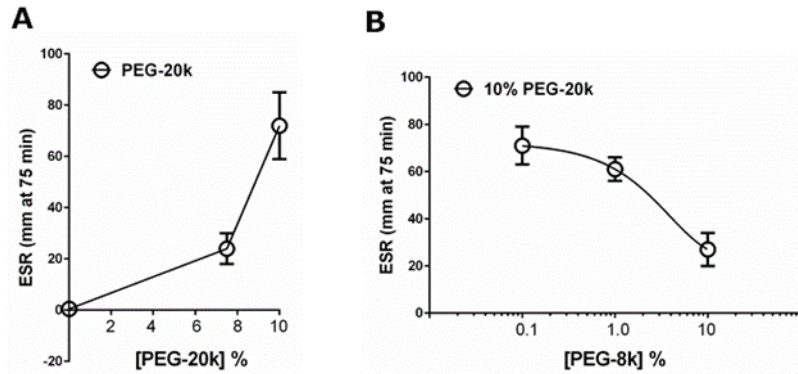 A
PEG-20k
ESR (mm at 75 min)
100
80
60
40
20
0
-20
2 4 6 8 10
[PEG-20k] %
B
10% PEG-20k
ESR (mm at 75 min)
100
80
60
40
20
0
0.1 1.0 10
[PEG-8k] %